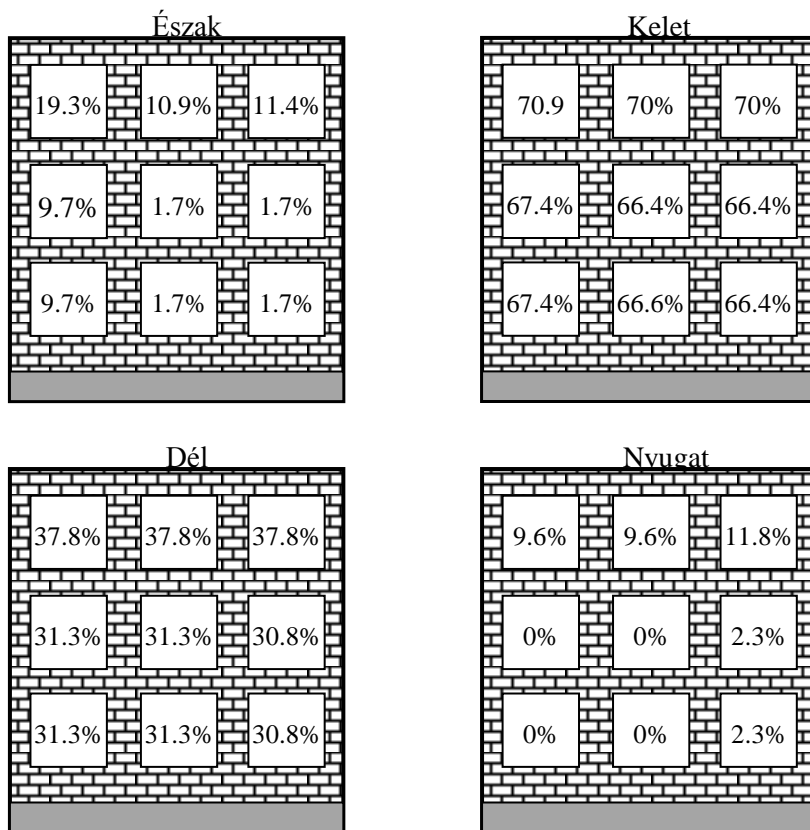 Észak
19.3% 10.9% 11.4%
9.7% 1.7% 1.7%
9.7% 1.7% 1.7%
Kelet
70.9 70% 70%
67.4% 66.4% 66.4%
67.4% 66.6% 66.4%
Dél
37.8% 37.8% 37.8%
31.3% 31.3% 30.8%
31.3% 31.3% 30.8%
Nyugat
9.6% 9.6% 11.8%
0% 0% 2.3%
0% 0% 2.3%